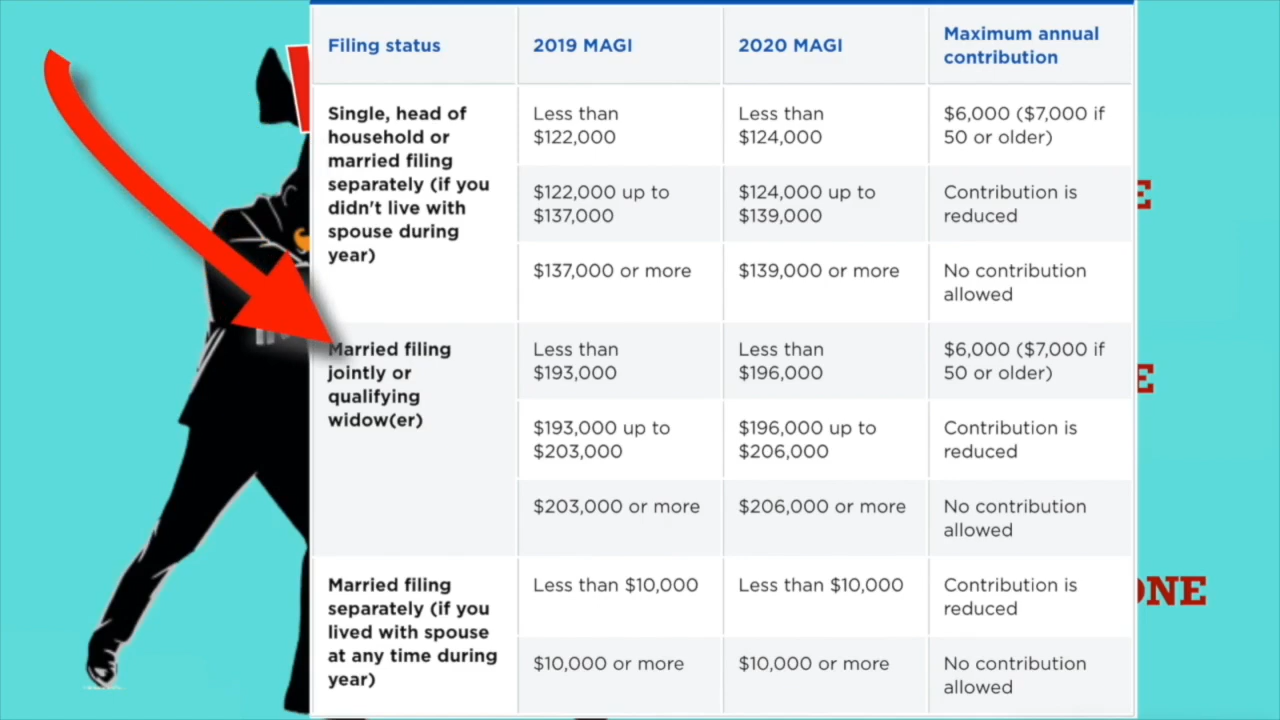 Filing status
2019 MAGI
2020 MAGI
Maximum annual
contribution
Single, head of
household or
married filing
separately (if you
didn't live with
spouse during
year)
Less than
$122,000
Less than
$124,000
$6,000 ($7,000 if
50 or older)
$122,000 up to
$137,000
$124,000 up to
$139,000
Contribution is
reduced
$137,000 or more
$139,000 or more
No contribution
allowed
Married filing
jointly or
qualifying
widow(er)
Less than
$193,000
Less than
$196,000
$6,000 ($7,000 if
50 or older)
$193,000 up to
$203,000
$196,000 up to
$206,000
Contribution is
reduced
$203,000 or more
$206,000 or more
No contribution
allowed
Married filing
separately (if you
lived with spouse
at any time during
year)
Less than $10,000
Less than $10,000
Contribution is
reduced
$10,000 or more
$10,000 or more
No contribution
allowed